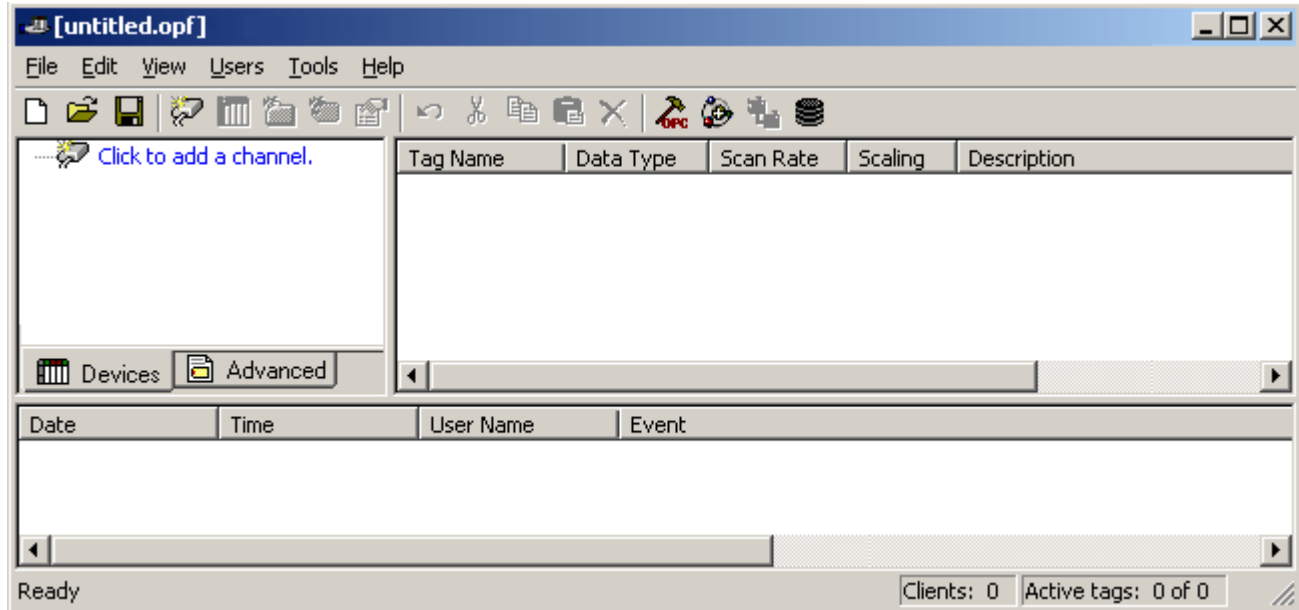 [untitled.opf]
File Edit View Users Tools Help
OPC
Click to add a channel.
Tag Name Data Type Scan Rate Scaling Description
Devices Advanced
Date Time User Name Event
Ready Clients: 0 Active tags: 0 of 0